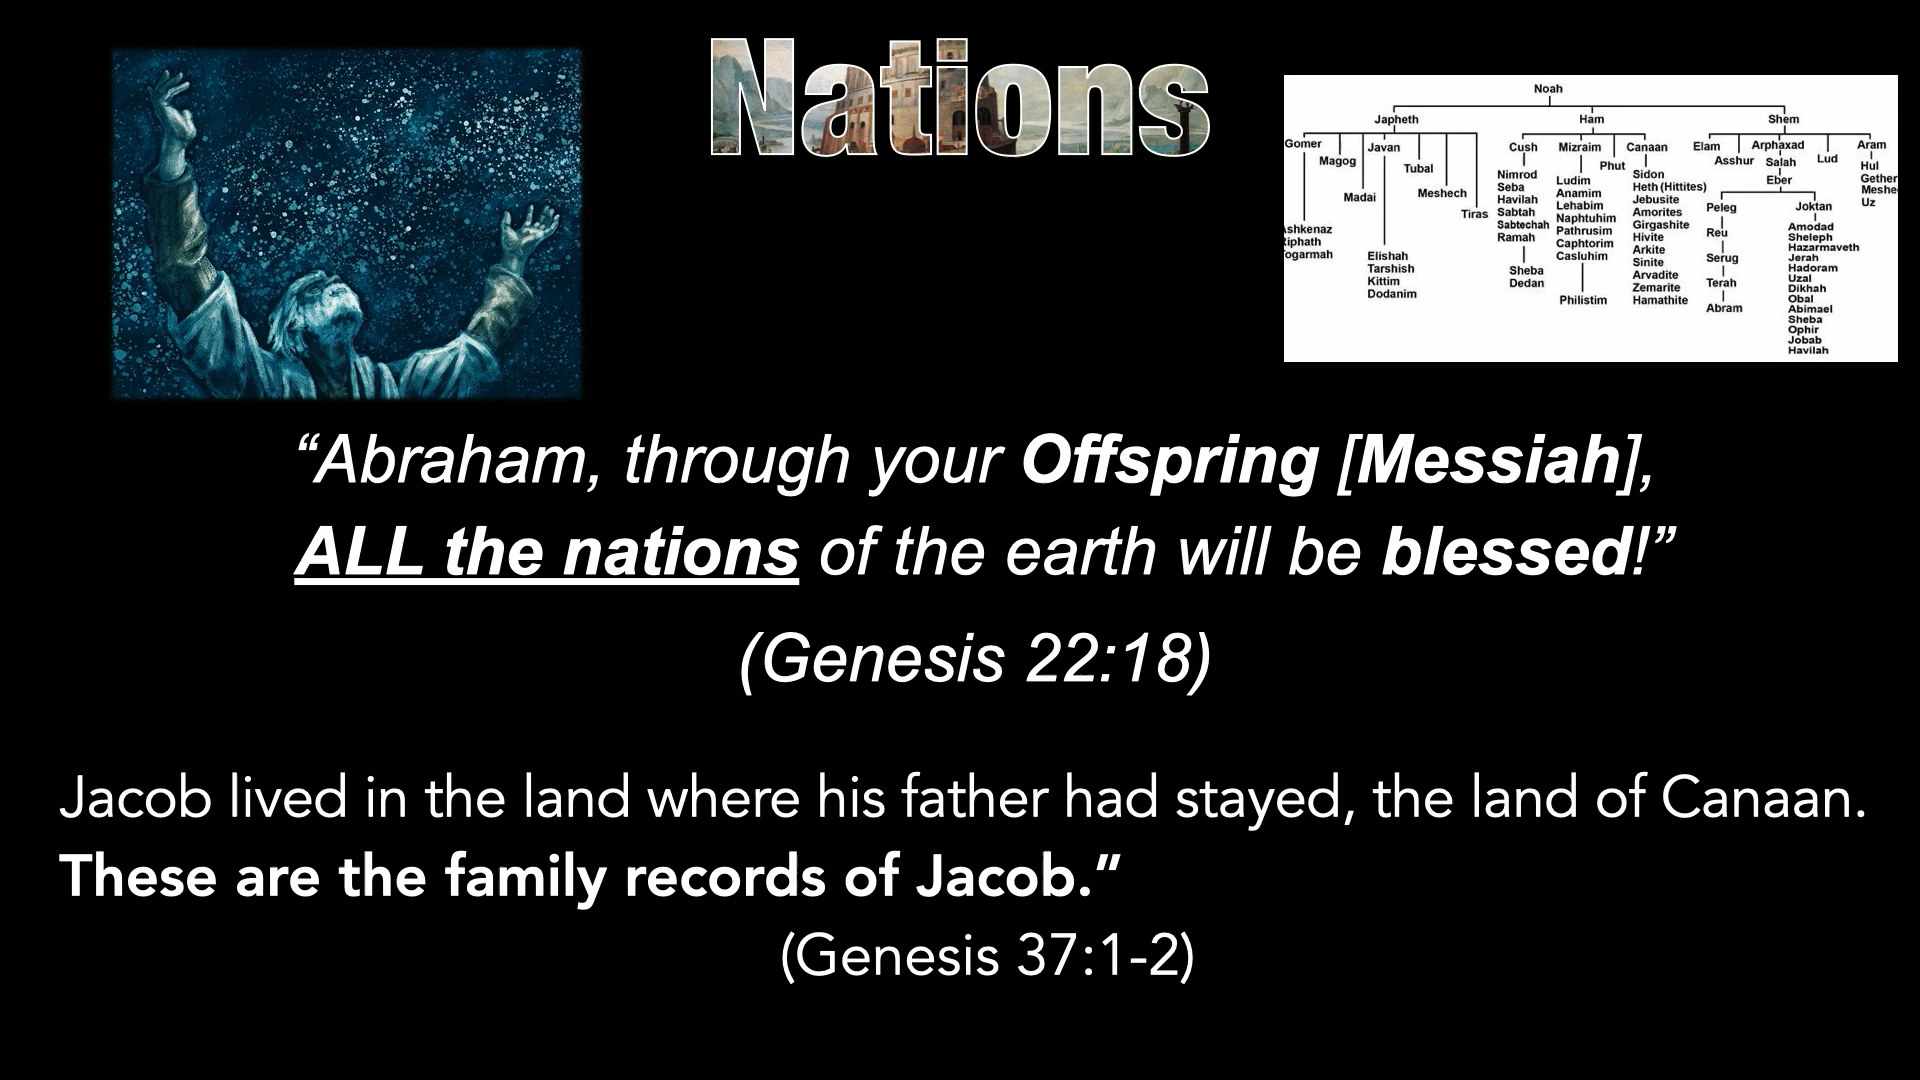 Nations
Noah
Japheth Ham Shem
Gomer Magog Madai Javan Tubal Meshech Tiras
Cush Mizraim Phut Canaan
Elam Asshur Arphaxad Lud Aram
Salah
Eber
Ashkenaz
Riphath
Togarmah
Elishah
Tarshish
Kittim
Dodanim
Nimrod
Seba
Havilah
Sabtah
Sabtechah
Ramah
Sheba
Dedan
Ludim
Anamim
Lehabim
Naphtuhim
Pathrusim
Caphtorim
Casluhim
Philistim
Sidon
Heth (Hittites)
Jebusite
Amorites
Girgashite
Hivite
Arkite
Sinite
Arvadite
Zemarite
Hamathite
Peleg
Reu
Serug
Terah
Abram
Joktan
Amodad
Sheleph
Hazarmaveth
Jerah
Hadoram
Uzal
Dikhah
Obal
Abimael
Sheba
Ophir
Jobab
Havilah
Hul
Gether
Meshe
Uz
“Abraham, through your Offspring [Messiah],
ALL the nations of the earth will be blessed!”
(Genesis 22:18)
Jacob lived in the land where his father had stayed, the land of Canaan.
These are the family records of Jacob.”
(Genesis 37:1-2)